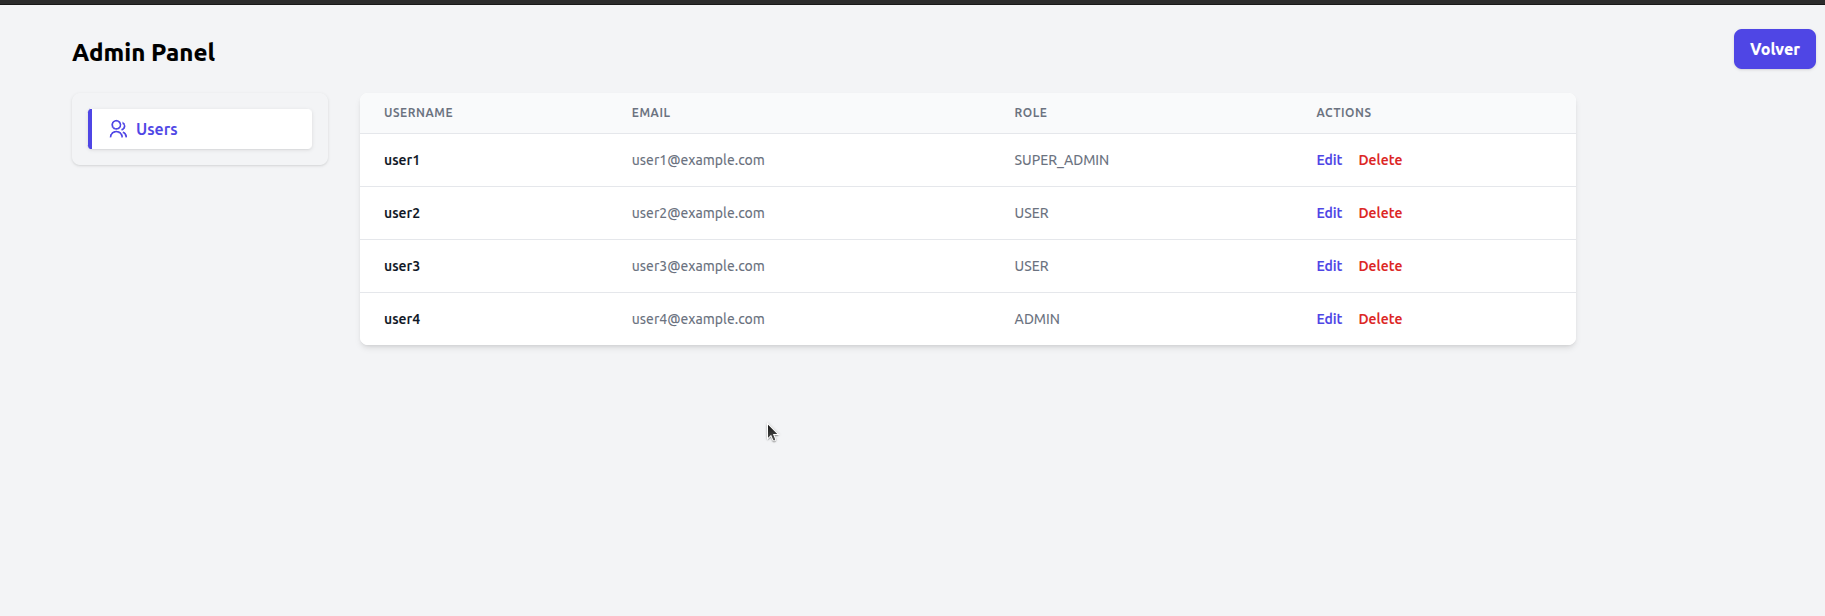 Admin Panel
Volver
Users
USERNAME EMAIL ROLE ACTIONS
user1 user1@example.com SUPER_ADMIN Edit Delete
user2 user2@example.com USER Edit Delete
user3 user3@example.com USER Edit Delete
user4 user4@example.com ADMIN Edit Delete